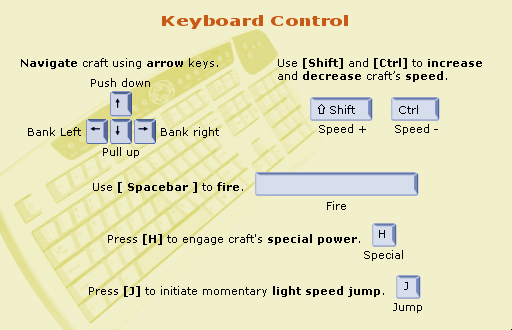 Keyboard Control
Navigate craft using arrow keys.
Push down
↑
Bank Left ← ↓ → Bank right
Pull up
Use [Shift] and [Ctrl] to increase
and decrease craft's speed.
⇧ Shift Ctrl
Speed + Speed -
Use [ Spacebar ] to fire.
Fire
Press [H] to engage craft's special power. H
Special
Press [J] to initiate momentary light speed jump. J
Jump